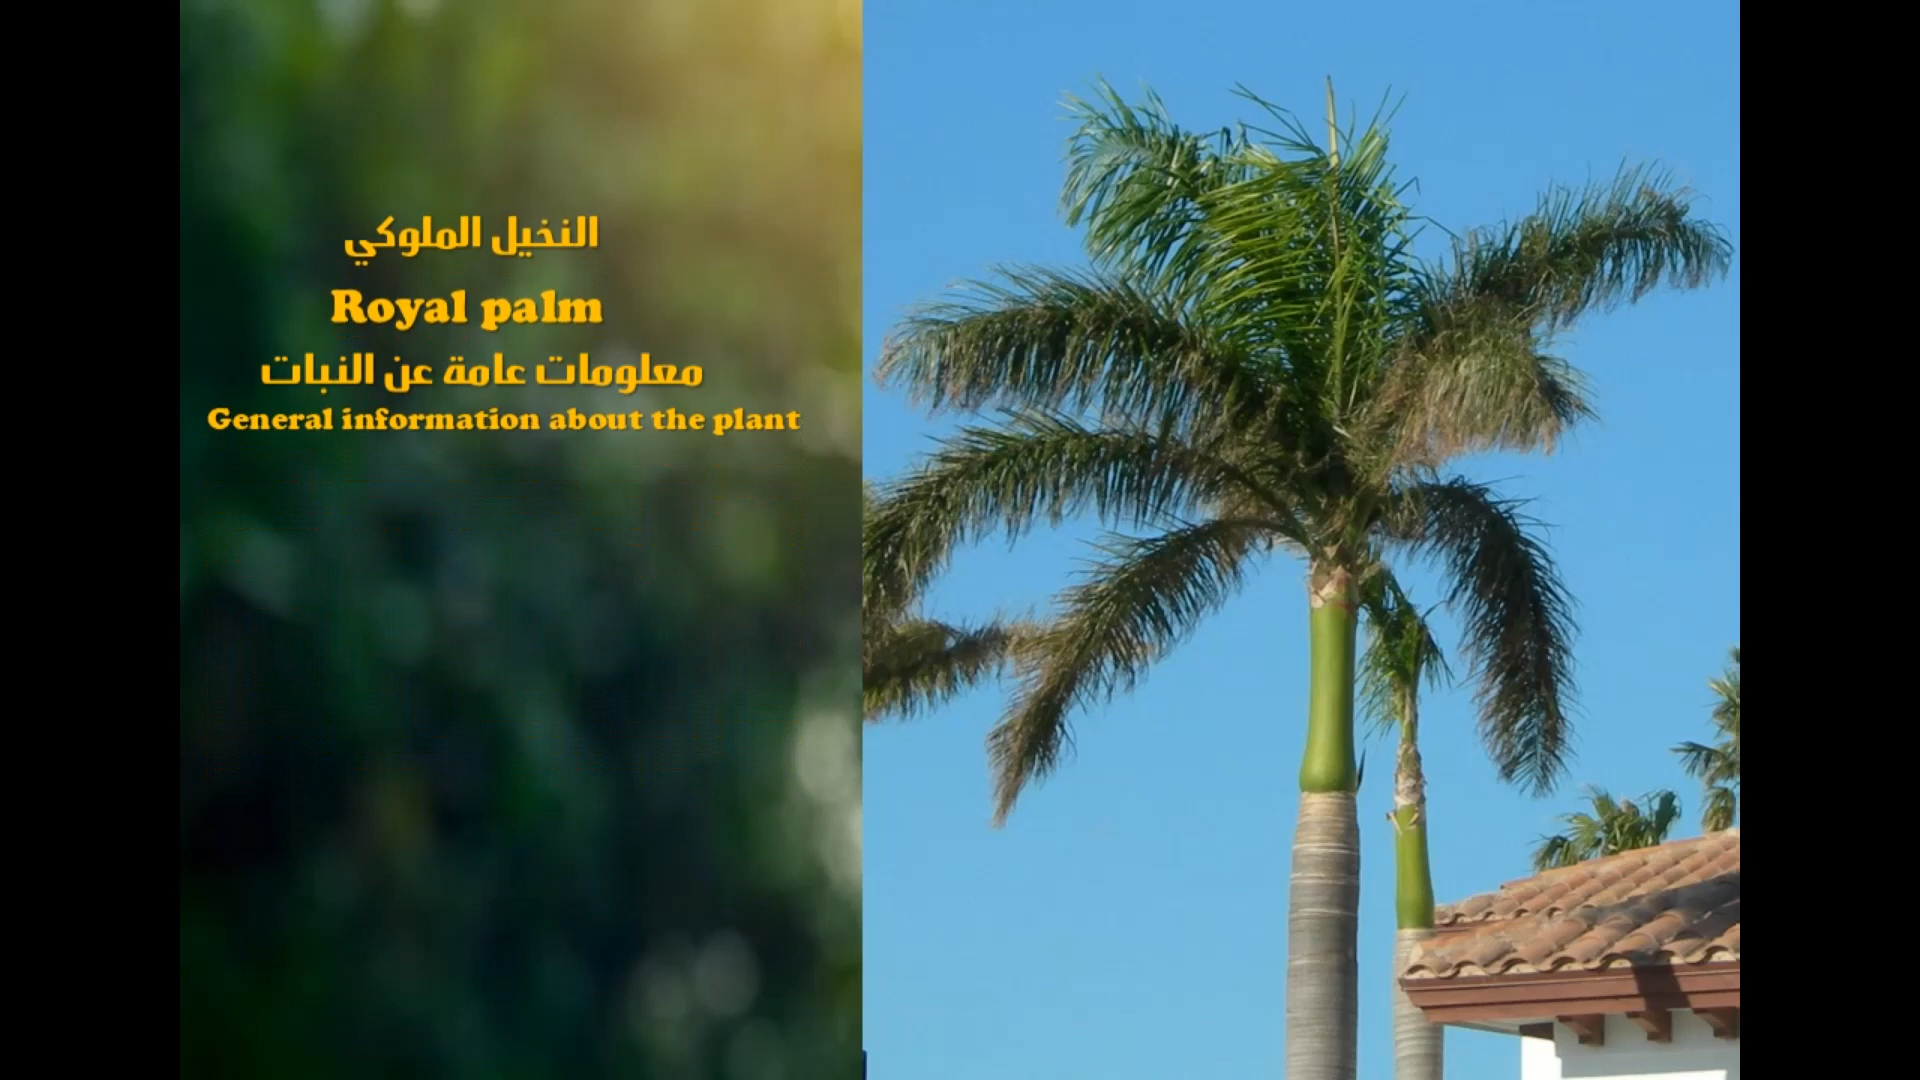 النخيل الملوكي
Royal palm
معلومات عامة عن النبات
General information about the plant